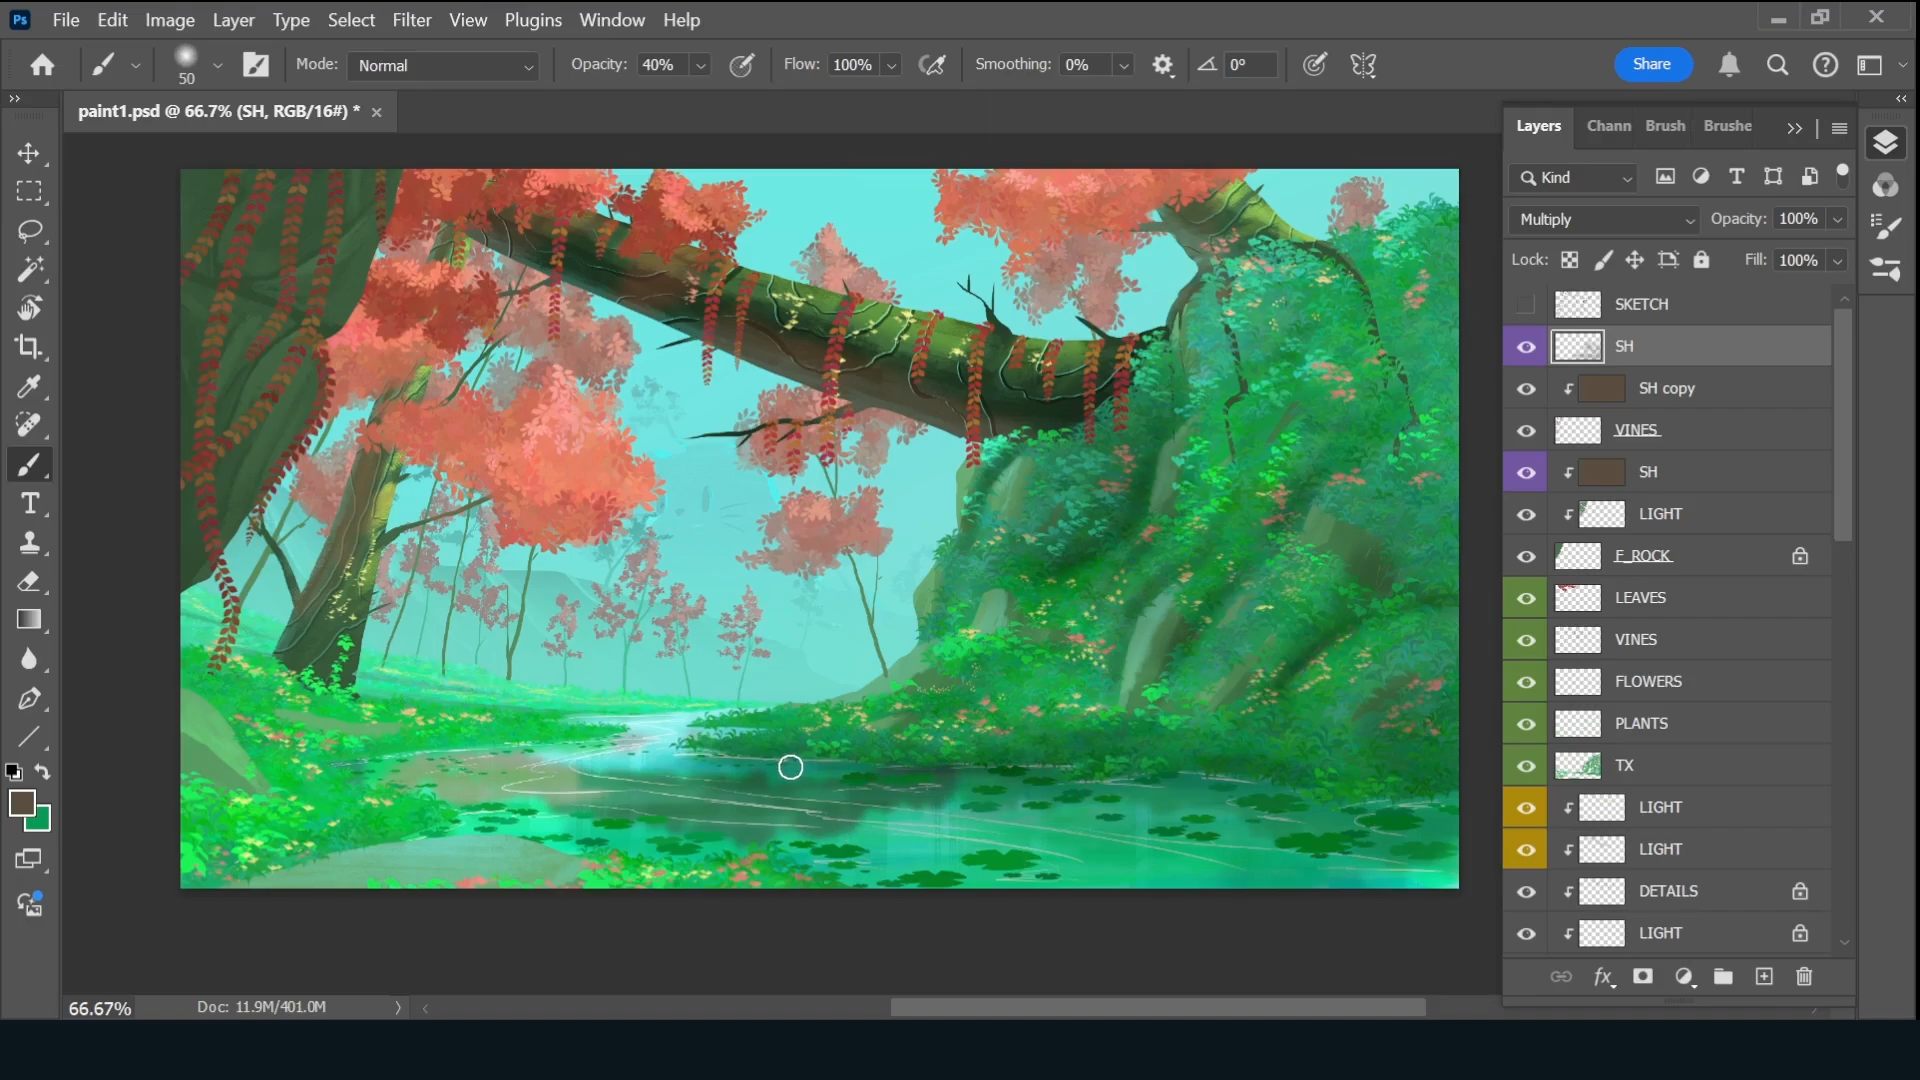 Ps File Edit Image Layer Type Select Filter View Plugins Window Help
50 Mode: Normal Opacity: 40% Flow: 100% Smoothing: 0% 0° Share
paint1.psd @ 66.7% (SH, RGB/16#) *
Layers Chann Brush Brushe
Kind
Multiply Opacity: 100%
Lock: Fill: 100%
SKETCH
SH
SH copy
VINES
SH
LIGHT
F_ROCK
LEAVES
VINES
FLOWERS
PLANTS
TX
LIGHT
LIGHT
DETAILS
LIGHT
fx
66.67% Doc: 11.9M/401.0M